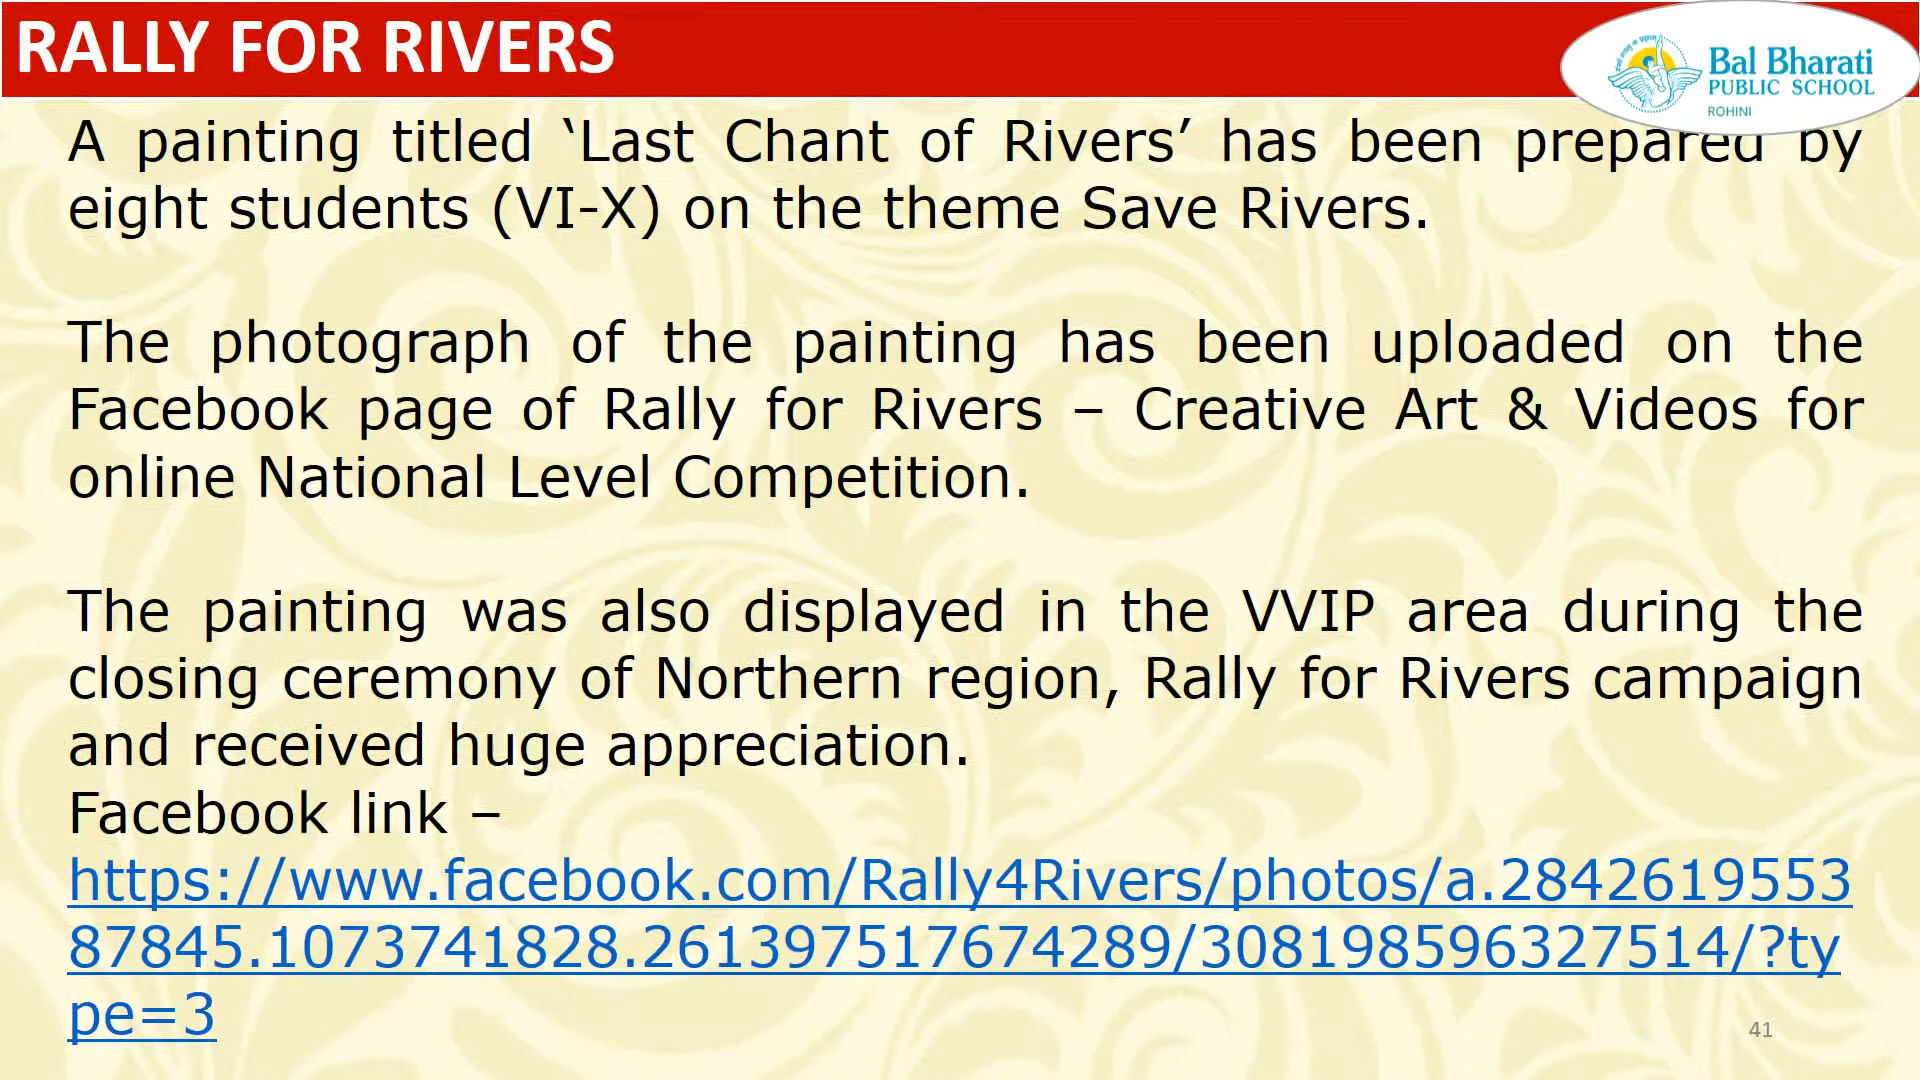 RALLY FOR RIVERS
Bal Bharati
PUBLIC SCHOOL
ROHINI
A painting titled ‘Last Chant of Rivers’ has been prepared by
eight students (VI-X) on the theme Save Rivers.
The photograph of the painting has been uploaded on the
Facebook page of Rally for Rivers – Creative Art & Videos for
online National Level Competition.
The painting was also displayed in the VVIP area during the
closing ceremony of Northern region, Rally for Rivers campaign
and received huge appreciation.
Facebook link –
https://www.facebook.com/Rally4Rivers/photos/a.2842619553
87845.1073741828.261397517674289/308198596327514/?ty
pe=3
41